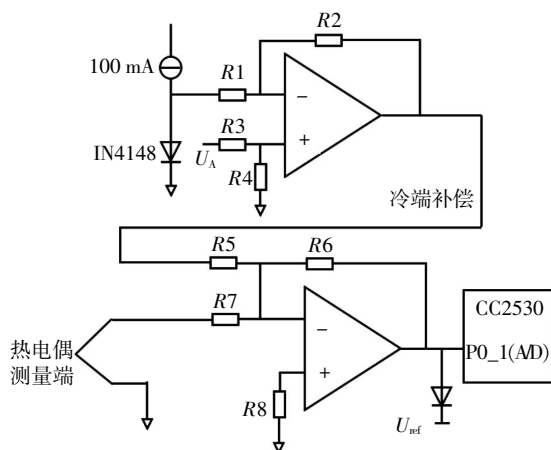 100 mA
R1
R2
IN4148
R3
U_A
R4
冷端补偿
R5
R6
R7
热电偶
测量端
R8
CC2530
P0_1(A/D)
U_ref
−
+
−
+